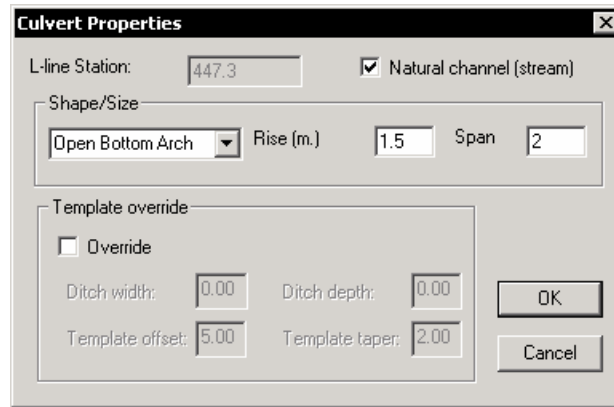 Culvert Properties
L-line Station: 447.3 Natural channel (stream)
Shape/Size
Open Bottom Arch Rise (m.) 1.5 Span 2
Template override
Override
Ditch width: 0.00 Ditch depth: 0.00
Template offset: 5.00 Template taper: 2.00
OK
Cancel